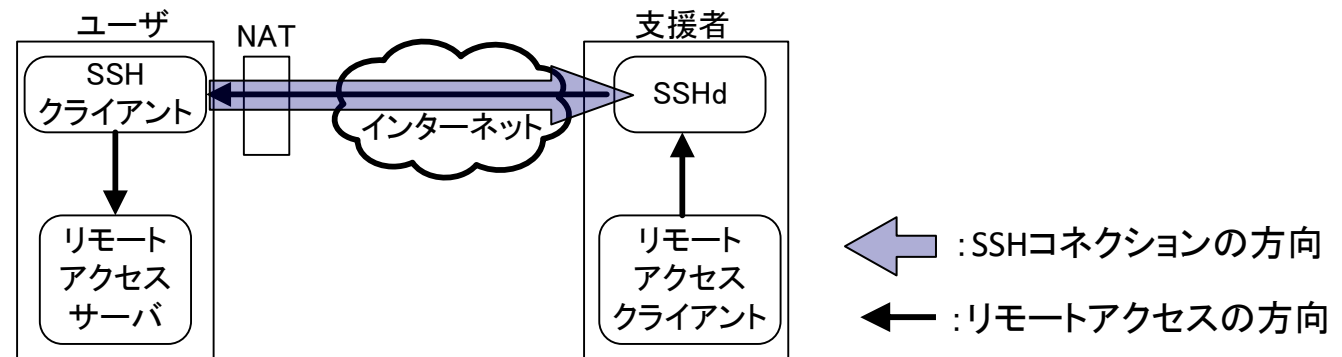 ユーザ
NAT
支援者
SSH
クライアント
インターネット
SSHd
リモート
アクセス
サーバ
リモート
アクセス
クライアント
:SSHコネクションの方向
:リモートアクセスの方向